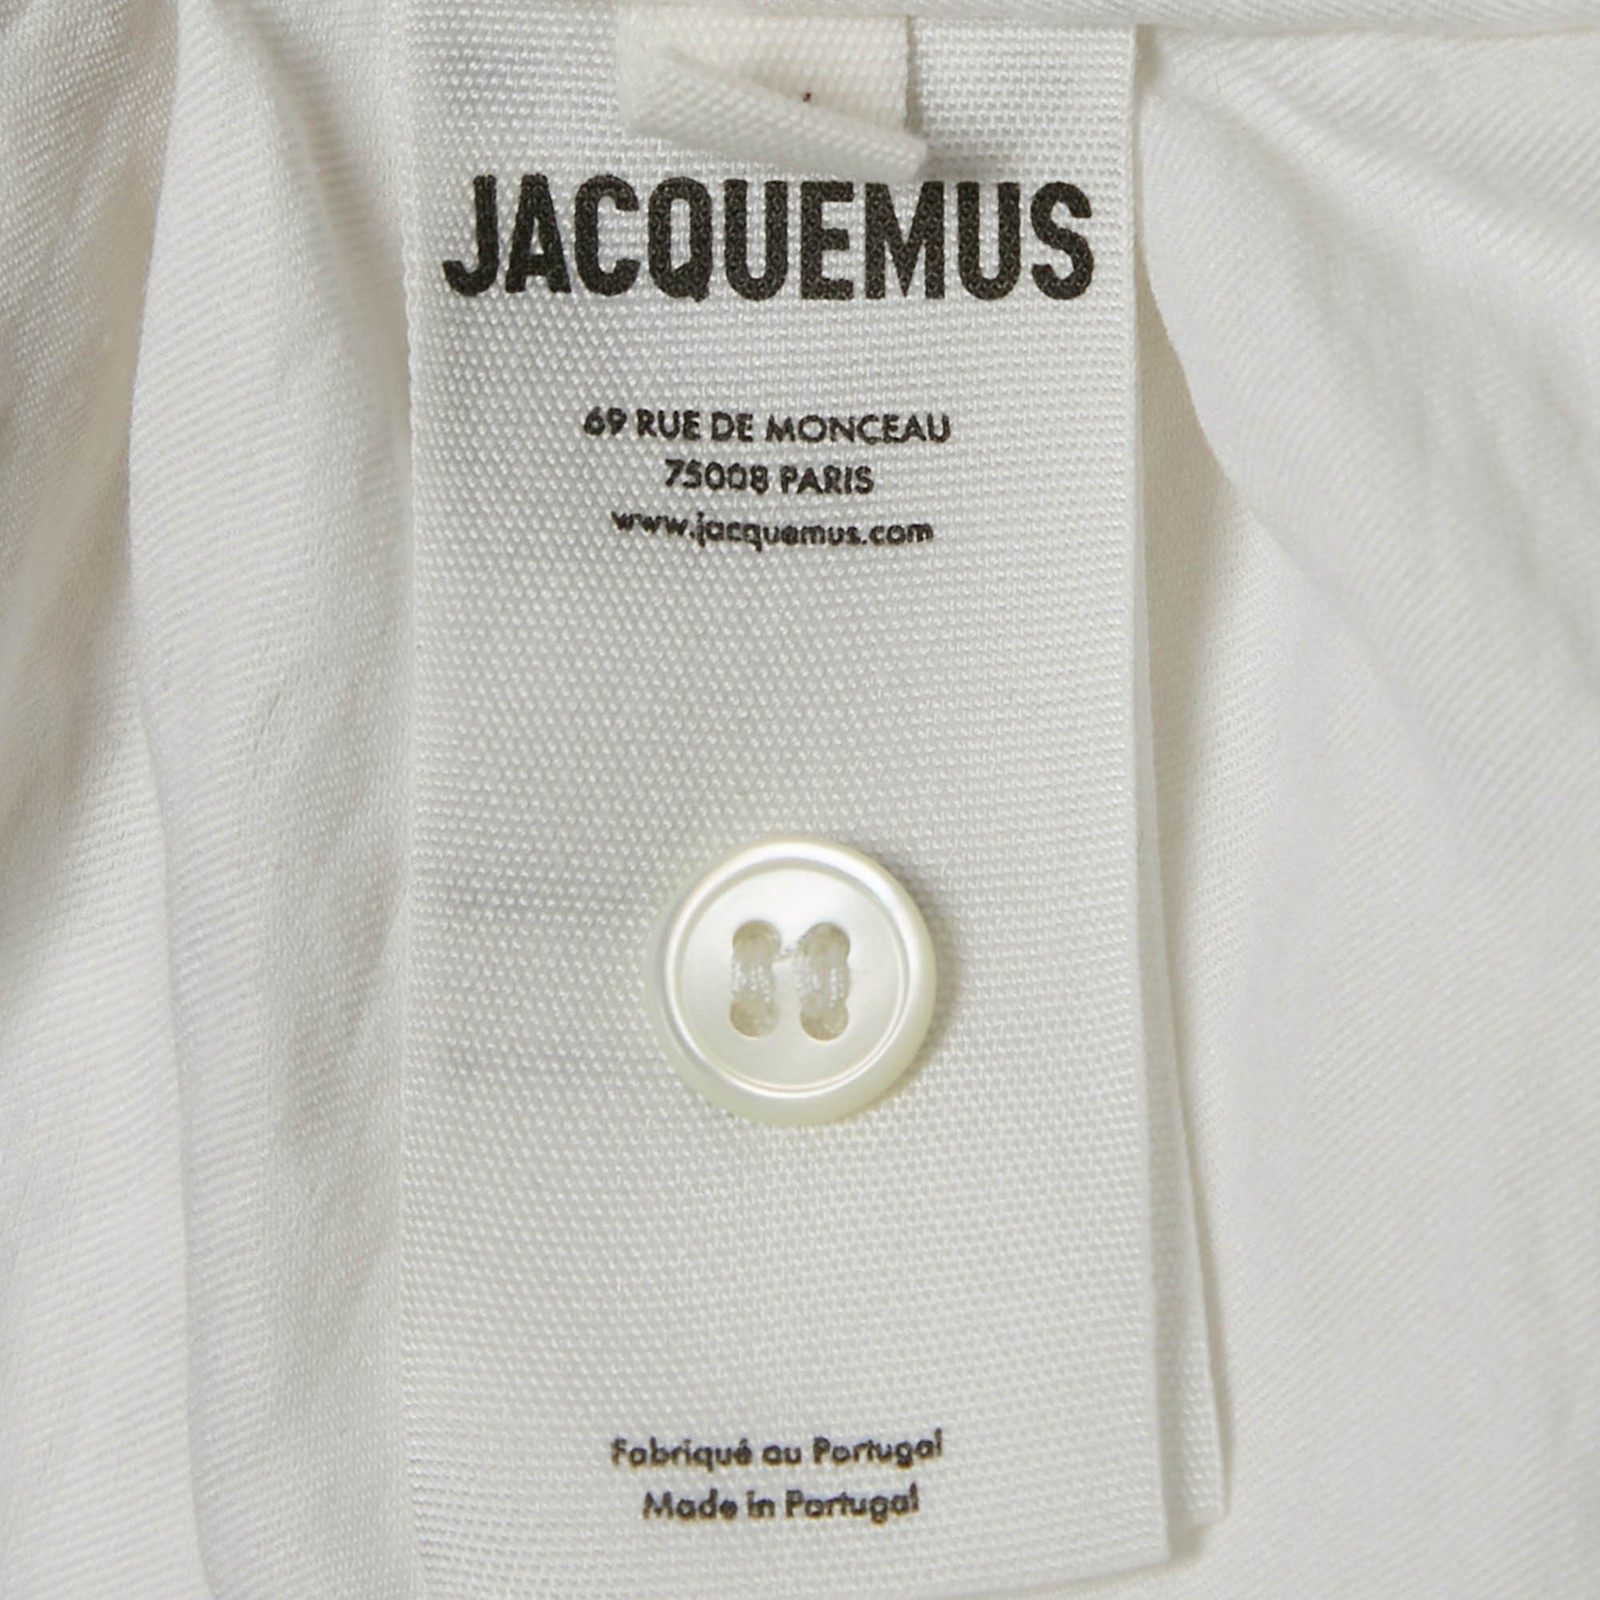 JACQUEMUS
69 RUE DE MONCEAU
75008 PARIS
www.jacquemus.com
Fabriqué au Portugal
Made in Portugal